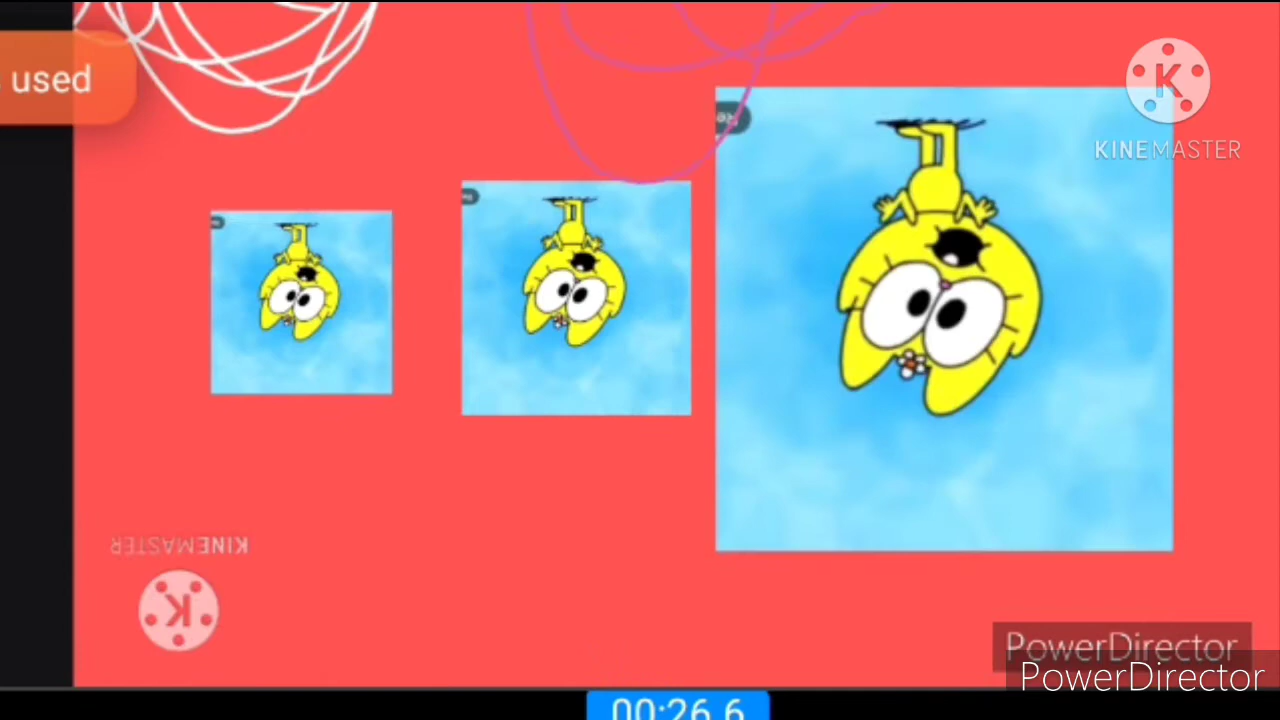 used
K
KINEMASTER
KINEMASTER
K
PowerDirector
PowerDirector
00:26.6